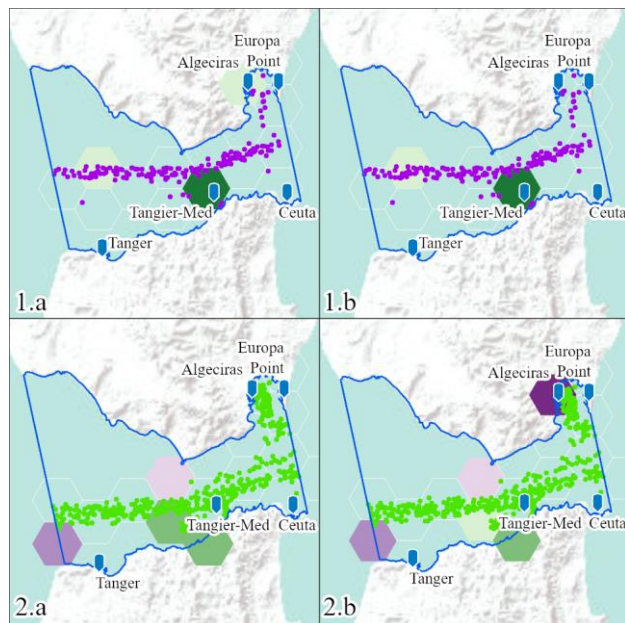 Europa
Algeciras Point
Tangier-Med
Ceuta
Tanger
1.a
Europa
Algeciras Point
Tangier-Med
Ceuta
Tanger
1.b
Europa
Algeciras Point
Tangier-Med
Ceuta
Tanger
2.a
Europa
Algeciras Point
Tangier-Med
Ceuta
Tanger
2.b